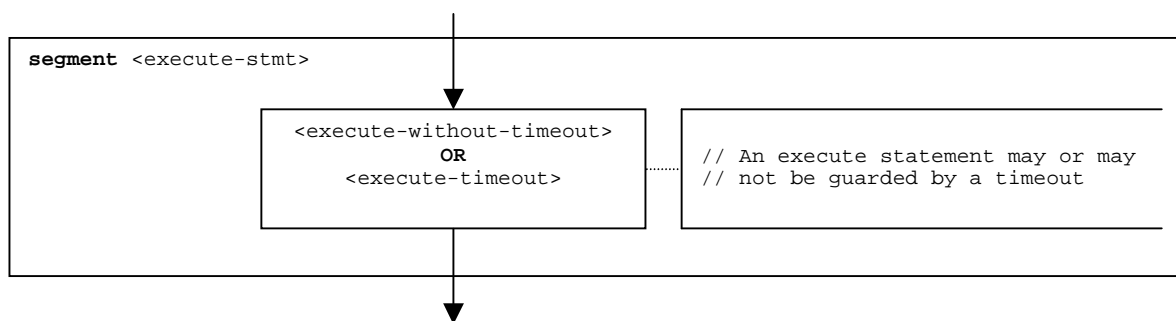 segment <execute-stmt>
<execute-without-timeout>
OR
<execute-timeout>
// An execute statement may or may
// not be guarded by a timeout